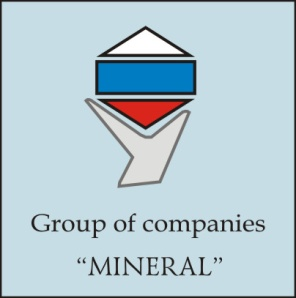 Group of companies
“MINERAL”